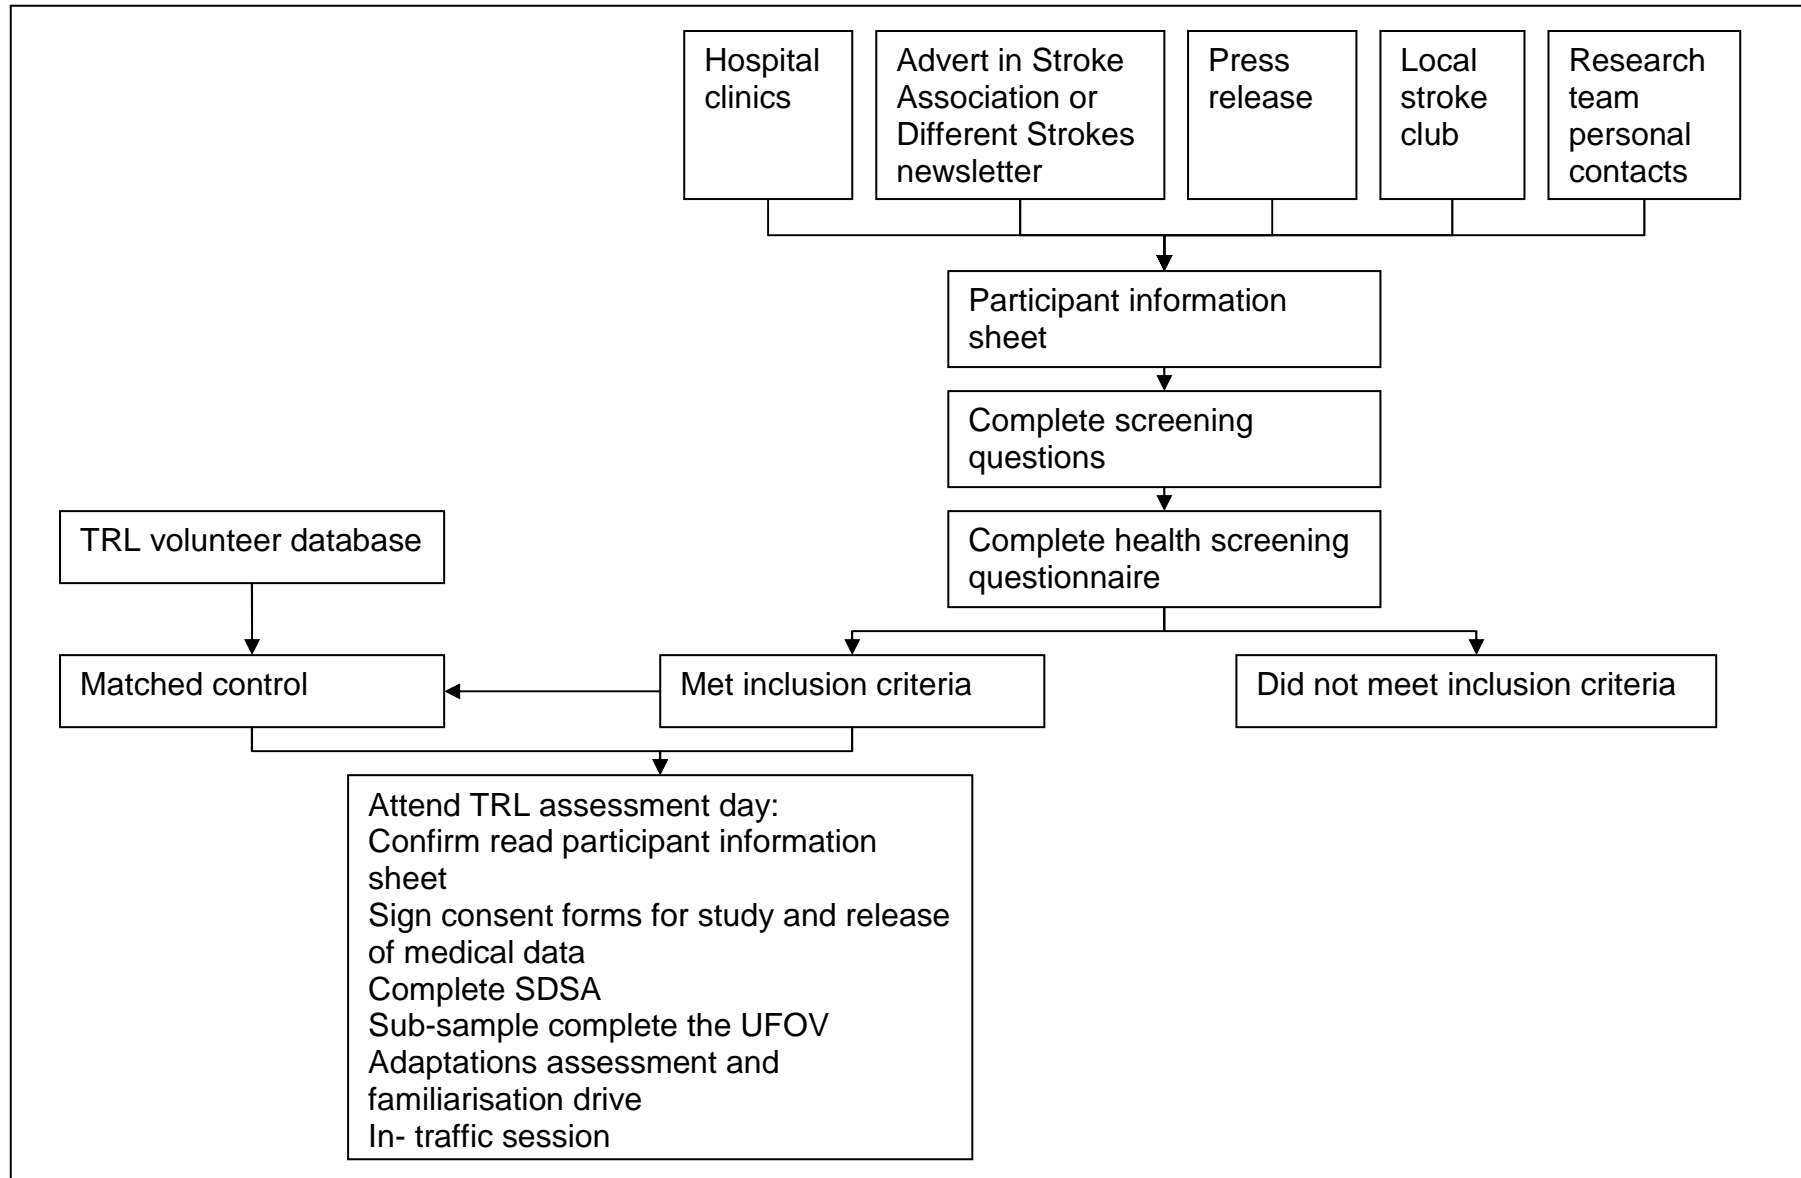 Hospital
clinics
Advert in Stroke
Association or
Different Strokes
newsletter
Press
release
Local
stroke
club
Research
team
personal
contacts
Participant information
sheet
Complete screening
questions
TRL volunteer database
Complete health screening
questionnaire
Matched control
Met inclusion criteria
Did not meet inclusion criteria
Attend TRL assessment day:
Confirm read participant information
sheet
Sign consent forms for study and release
of medical data
Complete SDSA
Sub-sample complete the UFOV
Adaptations assessment and
familiarisation drive
In- traffic session